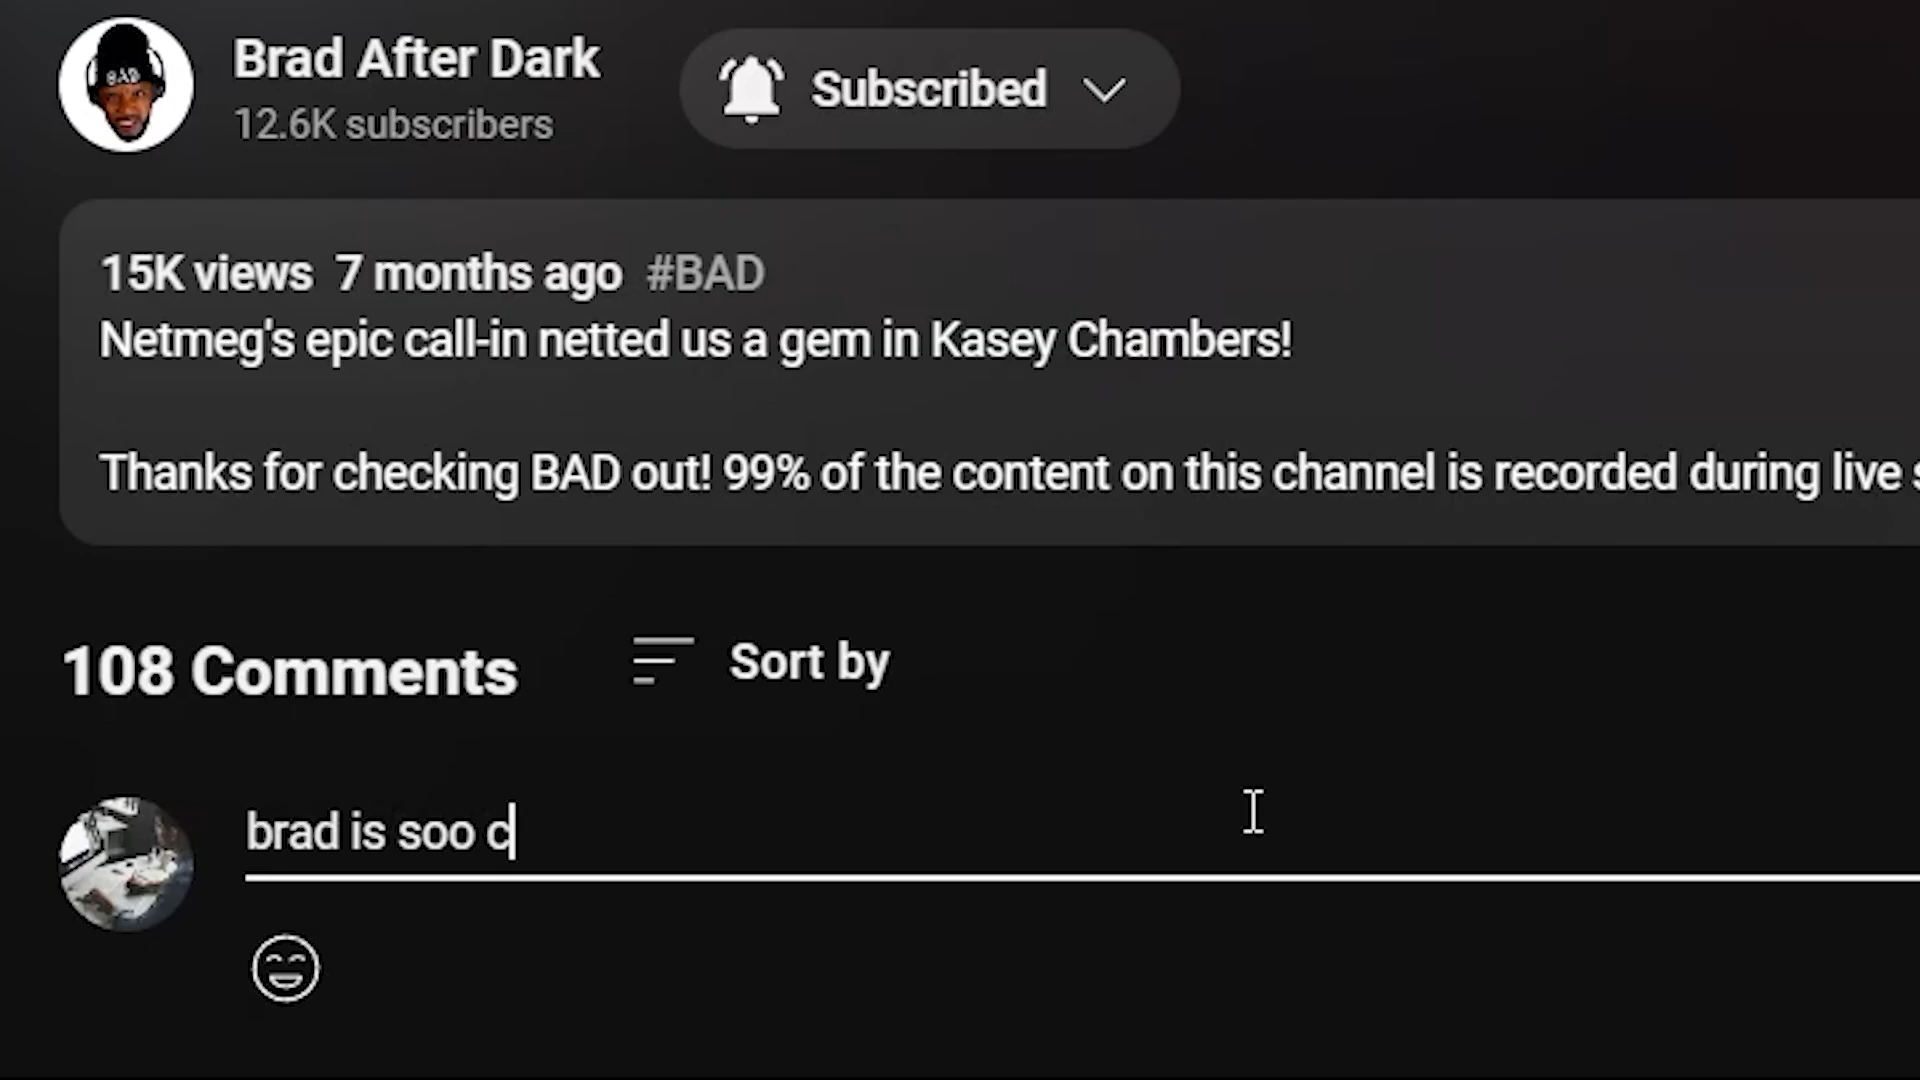 BAD
Brad After Dark
12.6K subscribers
Subscribed
15K views 7 months ago #BAD
Netmeg's epic call-in netted us a gem in Kasey Chambers!
Thanks for checking BAD out! 99% of the content on this channel is recorded during live
108 Comments
Sort by
brad is soo c